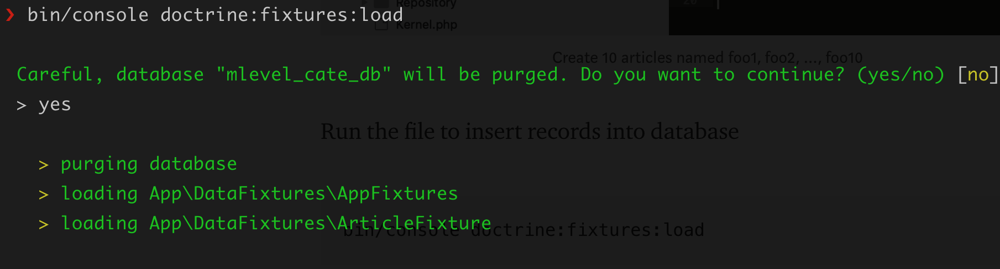 Repository
20
❯ bin/console doctrine:fixtures:load
Kernel.php
Create 10 articles named foo1, foo2, ..., foo10
Careful, database "mlevel_cate_db" will be purged. Do you want to continue? (yes/no) [no]
> yes
Run the file to insert records into database
> purging database
> loading App\DataFixtures\AppFixtures
> loading App\DataFixtures\ArticleFixture
bin/console doctrine:fixtures:load